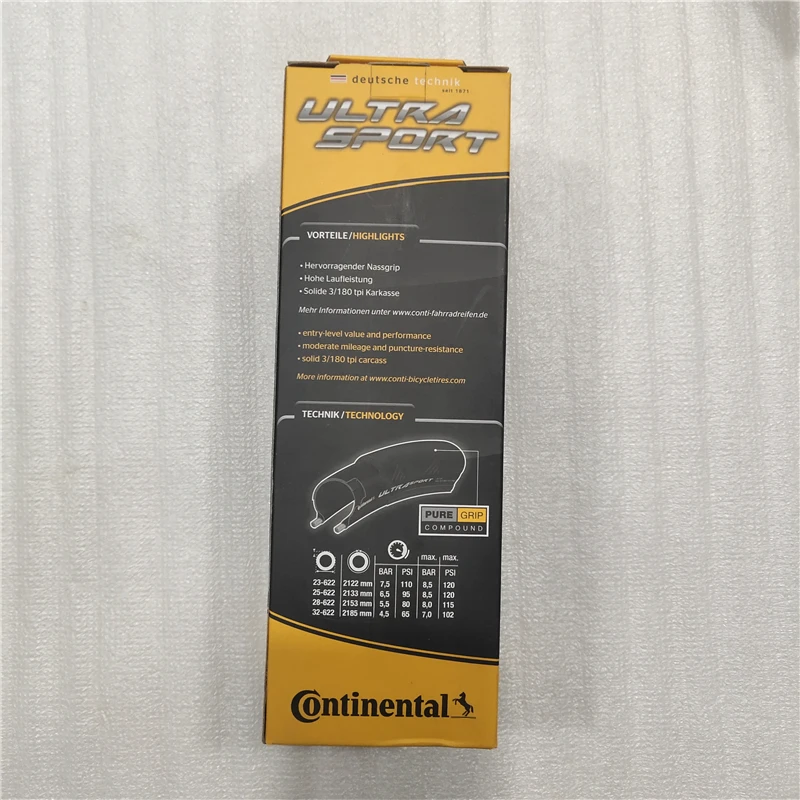 deutsche technik
seit 1871
ULTRA
SPORT
VORTEILE/HIGHLIGHTS
• Hervorragender Nassgrip
• Hohe Laufleistung
• Solide 3/180 tpi Karkasse
Mehr Informationen unter www.conti-fahrradreifen.de
• entry-level value and performance
• moderate mileage and puncture-resistance
• solid 3/180 tpi carcass
More information at www.conti-bicycletires.com
TECHNIK/TECHNOLOGY
ULTRA SPORT
PURE GRIP
COMPOUND
max. max.
BAR PSI BAR PSI
23-622 2122 mm 7,5 110 8,5 120
25-622 2133 mm 6,5 95 8,5 120
28-622 2153 mm 5,5 80 8,0 115
32-622 2185 mm 4,5 65 7,0 102
Continental